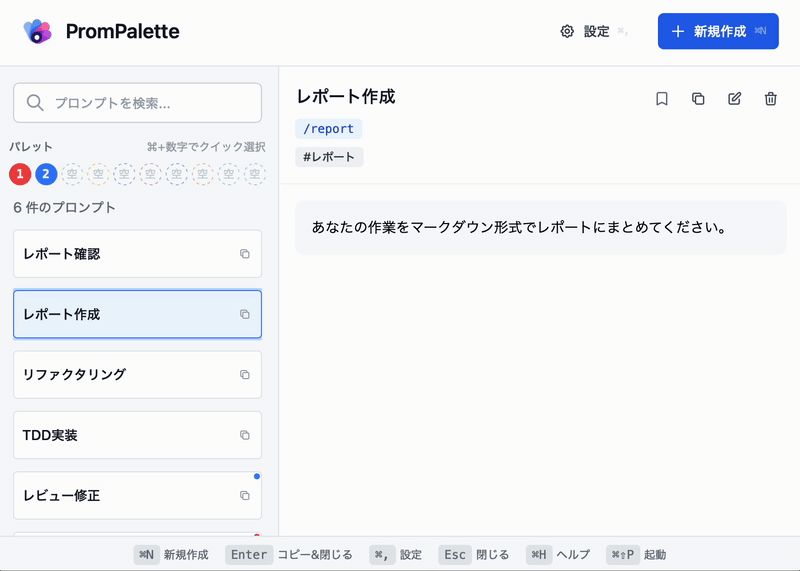 PromPalette
設定 ⌘,
新規作成 ⌘N
プロンプトを検索...
パレット ⌘+数字でクイック選択
1 2 空 空 空 空 空 空 空 空
6 件のプロンプト
レポート確認
レポート作成
リファクタリング
TDD実装
レビュー修正
レポート作成
/report
#レポート
あなたの作業をマークダウン形式でレポートにまとめてください。
⌘N 新規作成 Enter コピー&閉じる ⌘, 設定 Esc 閉じる ⌘H ヘルプ ⌘⇧P 起動